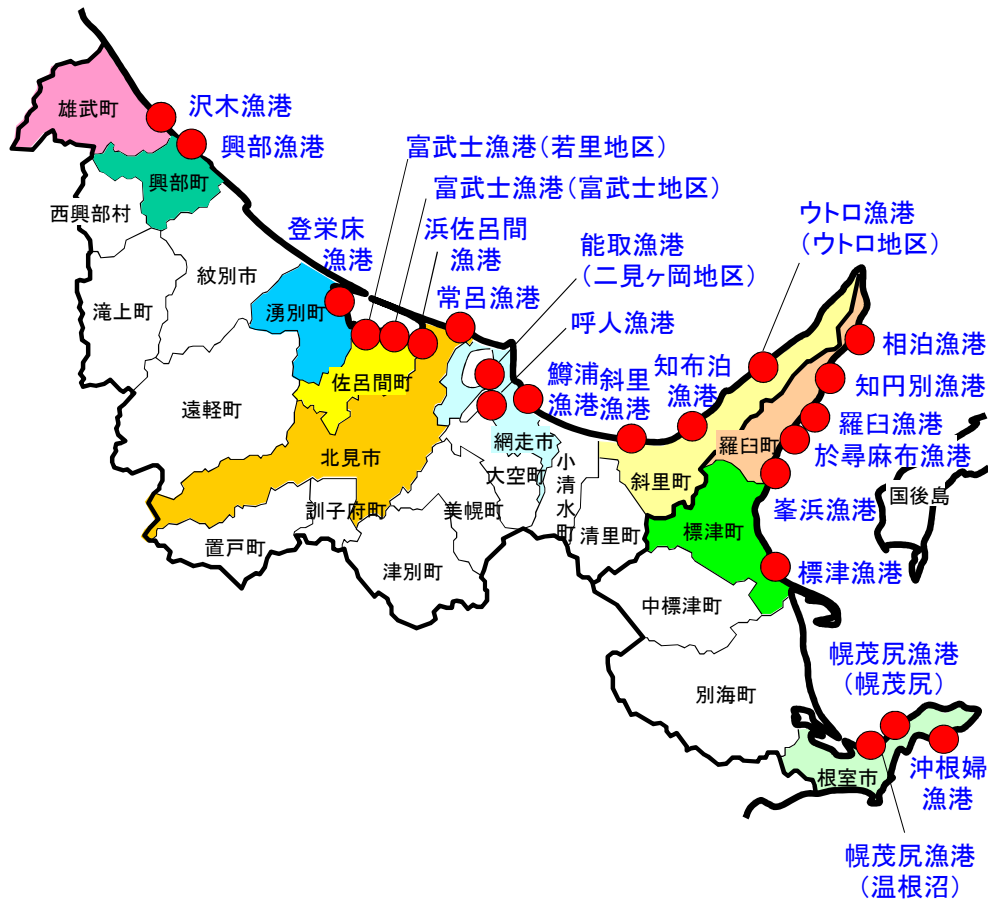 雄武町
沢木漁港
興部漁港
興部町
西興部村
富武士漁港(若里地区)
富武士漁港(富武士地区)
登栄床
漁港
浜佐呂間
漁港
能取漁港
(二見ヶ岡地区)
ウトロ漁港
(ウトロ地区)
紋別市
滝上町
湧別町
常呂漁港
呼人漁港
相泊漁港
知円別漁港
佐呂間町
鱒浦
漁港
斜里
漁港
知布泊
漁港
遠軽町
羅臼漁港
於尋麻布漁港
羅臼町
網走市
北見市
大空町
小清水町
斜里町
国後島
訓子府町
美幌町
清里町
峯浜漁港
標津町
置戸町
津別町
標津漁港
中標津町
幌茂尻漁港
(幌茂尻)
別海町
根室市
沖根婦
漁港
幌茂尻漁港
(温根沼)